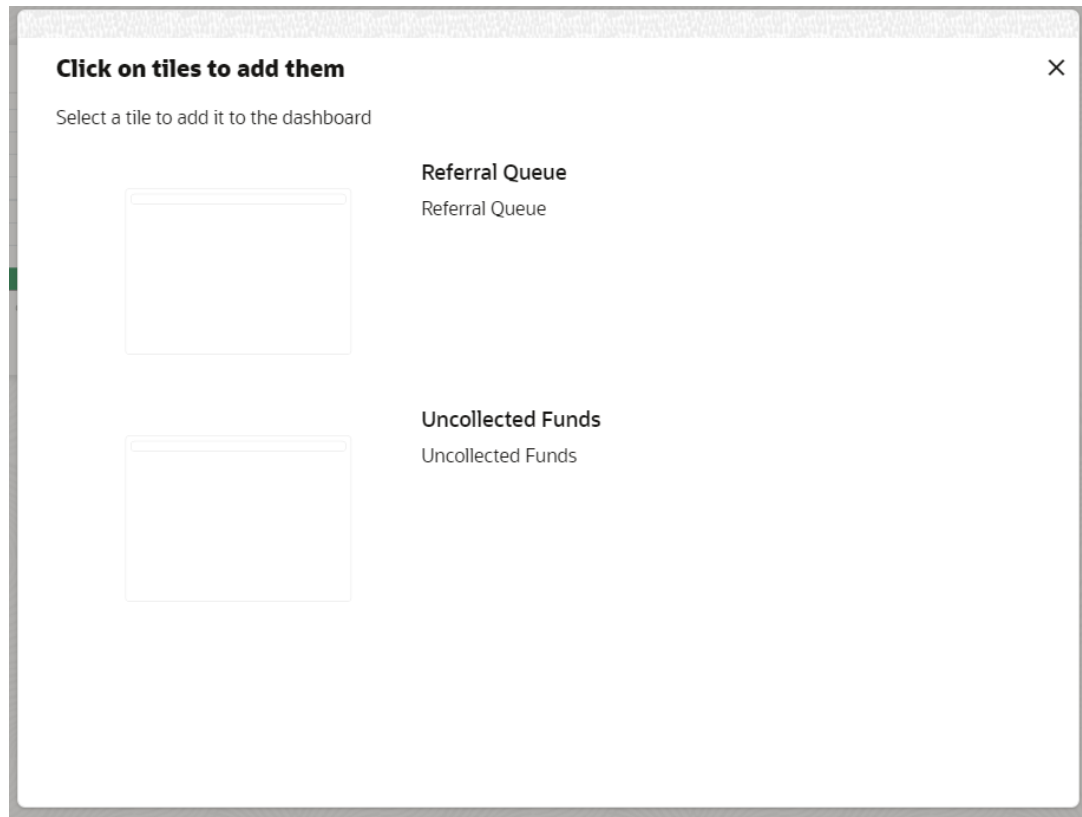 Click on tiles to add them
Select a tile to add it to the dashboard
Referral Queue
Referral Queue
Uncollected Funds
Uncollected Funds